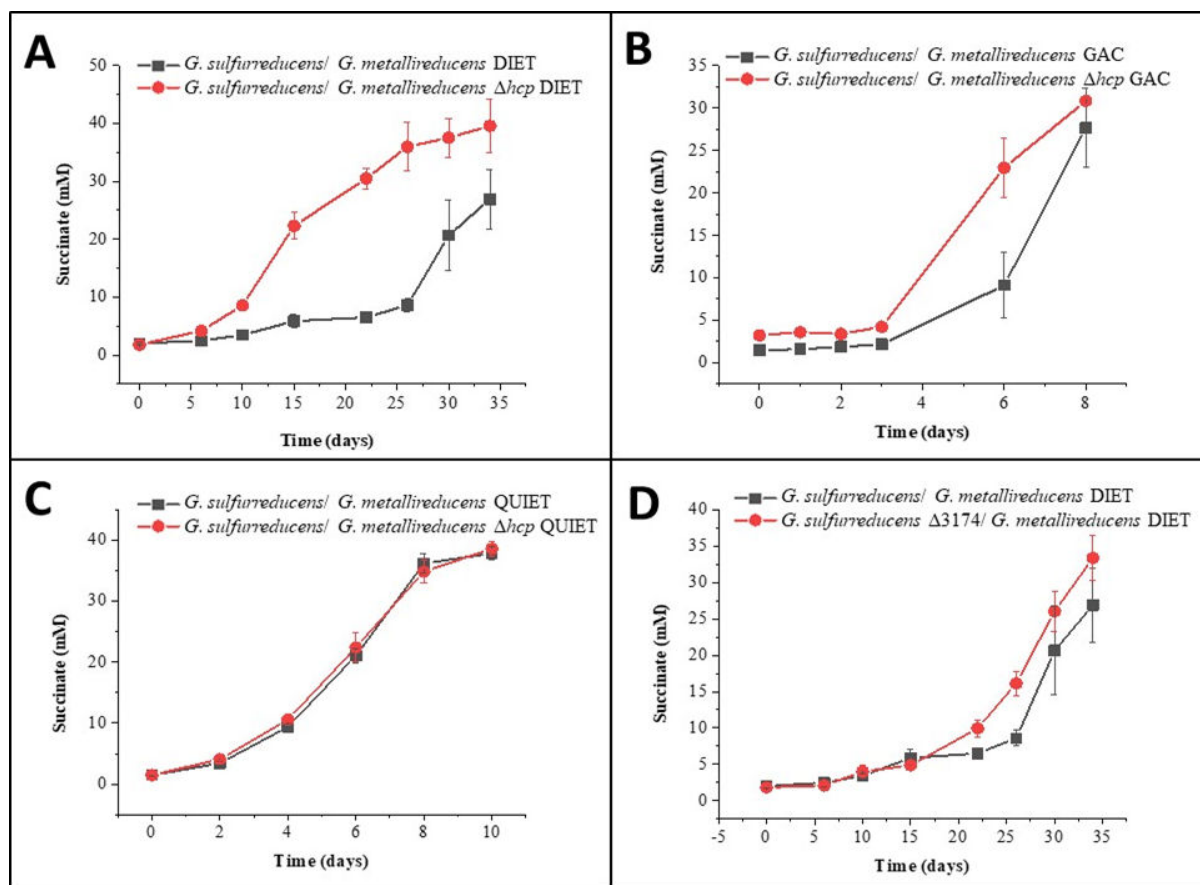 A
G. sulfurreducens/ G. metallireducens DIET
G. sulfurreducens/ G. metallireducens Δhcp DIET
50
40
30
20
10
0
Succinate (mM)
0 5 10 15 20 25 30 35
Time (days)
B
G. sulfurreducens/ G. metallireducens GAC
G. sulfurreducens/ G. metallireducens Δhcp GAC
35
30
25
20
15
10
5
0
Succinate (mM)
0 2 4 6 8
Time (days)
C
G. sulfurreducens/ G. metallireducens QUIET
G. sulfurreducens/ G. metallireducens Δhcp QUIET
40
30
20
10
0
Succinate (mM)
0 2 4 6 8 10
Time (days)
D
G. sulfurreducens/ G. metallireducens DIET
G. sulfurreducens Δ3174/ G. metallireducens DIET
40
35
30
25
20
15
10
5
0
Succinate (mM)
-5 0 5 10 15 20 25 30 35
Time (days)